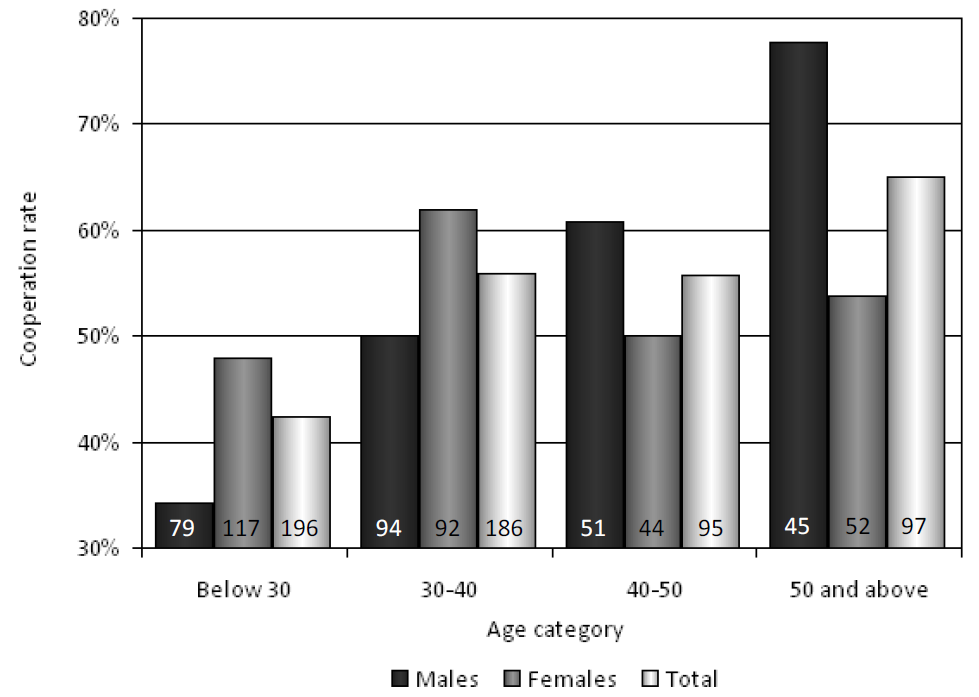 80%
70%
60%
50%
40%
30%
Cooperation rate
79 117 196 94 92 186 51 44 95 45 52 97
Below 30 30-40 40-50 50 and above
Age category
Males Females Total